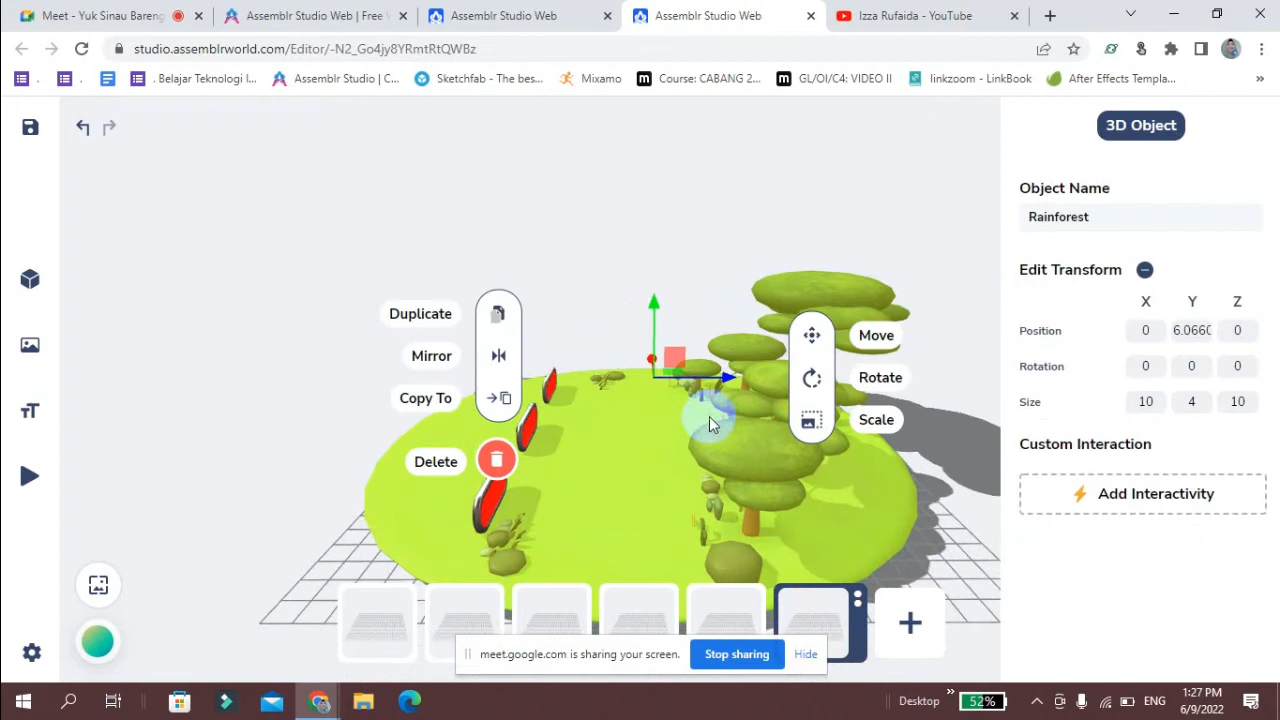 Meet - Yuk Sinau Bareng
Assemblr Studio Web | Free
Assemblr Studio Web
Assemblr Studio Web
Izza Rufaida - YouTube
studio.assemblrworld.com/Editor/-N2_Go4jy8YRmtRtQWBz
Belajar Teknologi I...
Assemblr Studio | C...
Sketchfab - The bes...
Mixamo
Course: CABANG 2...
GL/OI/C4: VIDEO II
linkzoom - LinkBook
After Effects Templa...
3D Object
Object Name
Rainforest
Edit Transform
X Y Z
Position 0 6.0660 0
Rotation 0 0 0
Size 10 4 10
Custom Interaction
Add Interactivity
Duplicate
Mirror
Copy To
Delete
Move
Rotate
Scale
meet.google.com is sharing your screen.
Stop sharing
Hide
Desktop
52%
ENG
1:27 PM
6/9/2022